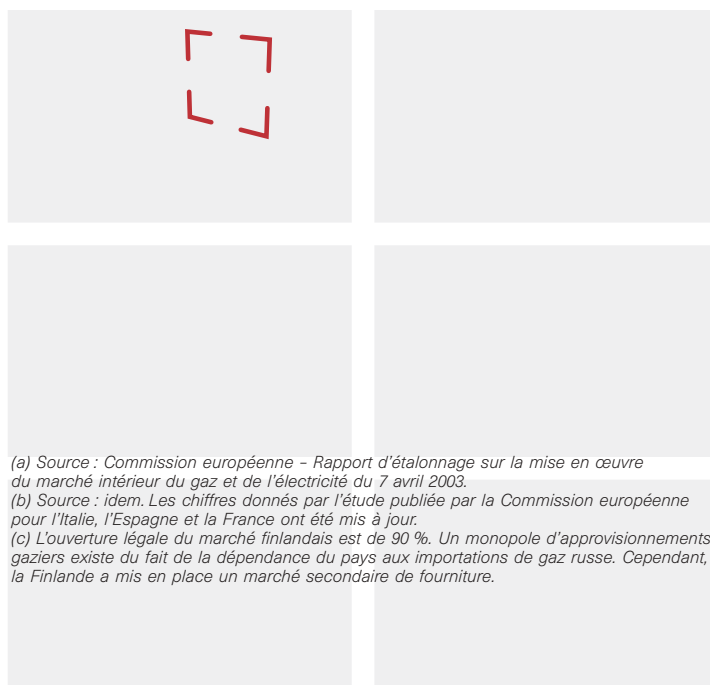 (a) Source : Commission européenne – Rapport d’étalonnage sur la mise en œuvre
du marché intérieur du gaz et de l’électricité du 7 avril 2003.
(b) Source : idem. Les chiffres donnés par l’étude publiée par la Commission européenne
pour l’Italie, l’Espagne et la France ont été mis à jour.
(c) L’ouverture légale du marché finlandais est de 90 %. Un monopole d’approvisionnements
gaziers existe du fait de la dépendance du pays aux importations de gaz russe. Cependant,
la Finlande a mis en place un marché secondaire de fourniture.